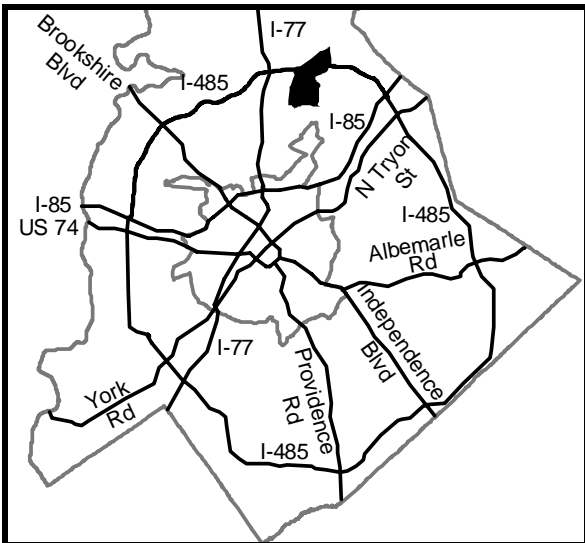 I-77
Brookshire
Blvd
I-485
I-85
N Tryon
St
I-85
US 74
I-485
Albemarle
Rd
Independence
Blvd
I-77
Providence
Rd
York
Rd
I-485